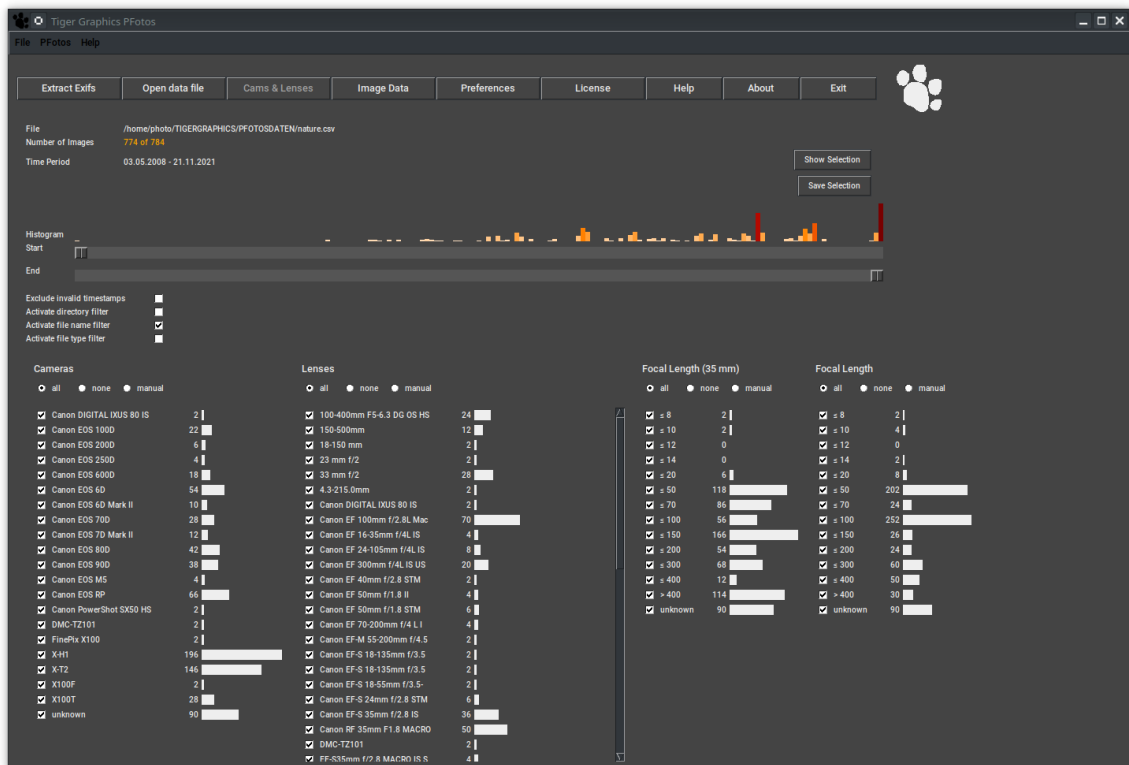 Tiger Graphics PFotos
File PFotos Help
Extract Exifs Open data file Cams & Lenses Image Data Preferences License Help About Exit
File /home/photo/TIGERGRAPHICS/PFOTOSDATEN/nature.csv
Number of Images 774 of 784
Time Period 03.05.2008 - 21.11.2021
Show Selection
Save Selection
Histogram
Start
End
Exclude invalid timestamps
Activate directory filter
Activate file name filter
Activate file type filter
Cameras
all none manual
Canon DIGITAL IXUS 80 IS 2
Canon EOS 100D 22
Canon EOS 200D 6
Canon EOS 250D 4
Canon EOS 600D 18
Canon EOS 6D 54
Canon EOS 6D Mark II 10
Canon EOS 70D 28
Canon EOS 7D Mark II 12
Canon EOS 80D 42
Canon EOS 90D 38
Canon EOS M5 4
Canon EOS RP 66
Canon PowerShot SX50 HS 2
DMC-TZ101 2
FinePix X100 2
X-H1 196
X-T2 146
X100F 2
X100T 28
unknown 90
Lenses
all none manual
100-400mm F5-6.3 DG OS HS 24
150-500mm 12
18-150 mm 2
23 mm f/2 2
33 mm f/2 28
4.3-215.0mm 2
Canon DIGITAL IXUS 80 IS 2
Canon EF 100mm f/2.8L Mac 70
Canon EF 16-35mm f/4L IS 4
Canon EF 24-105mm f/4L IS 8
Canon EF 300mm f/4L IS US 20
Canon EF 40mm f/2.8 STM 2
Canon EF 50mm f/1.8 II 4
Canon EF 50mm f/1.8 STM 6
Canon EF 70-200mm f/4 L I 4
Canon EF-M 55-200mm f/4.5 2
Canon EF-S 18-135mm f/3.5 2
Canon EF-S 18-135mm f/3.5 2
Canon EF-S 18-55mm f/3.5- 2
Canon EF-S 24mm f/2.8 STM 6
Canon EF-S 35mm f/2.8 IS 36
Canon RF 35mm F1.8 MACRO 50
DMC-TZ101 2
EF-S35mm f/2.8 MACRO IS S 4
Focal Length (35 mm)
all none manual
≤ 8 2
≤ 10 2
≤ 12 0
≤ 14 0
≤ 20 6
≤ 50 118
≤ 70 86
≤ 100 56
≤ 150 166
≤ 200 54
≤ 300 68
≤ 400 12
> 400 114
unknown 90
Focal Length
all none manual
≤ 8 2
≤ 10 4
≤ 12 0
≤ 14 2
≤ 20 8
≤ 50 202
≤ 70 24
≤ 100 252
≤ 150 26
≤ 200 24
≤ 300 60
≤ 400 50
> 400 30
unknown 90